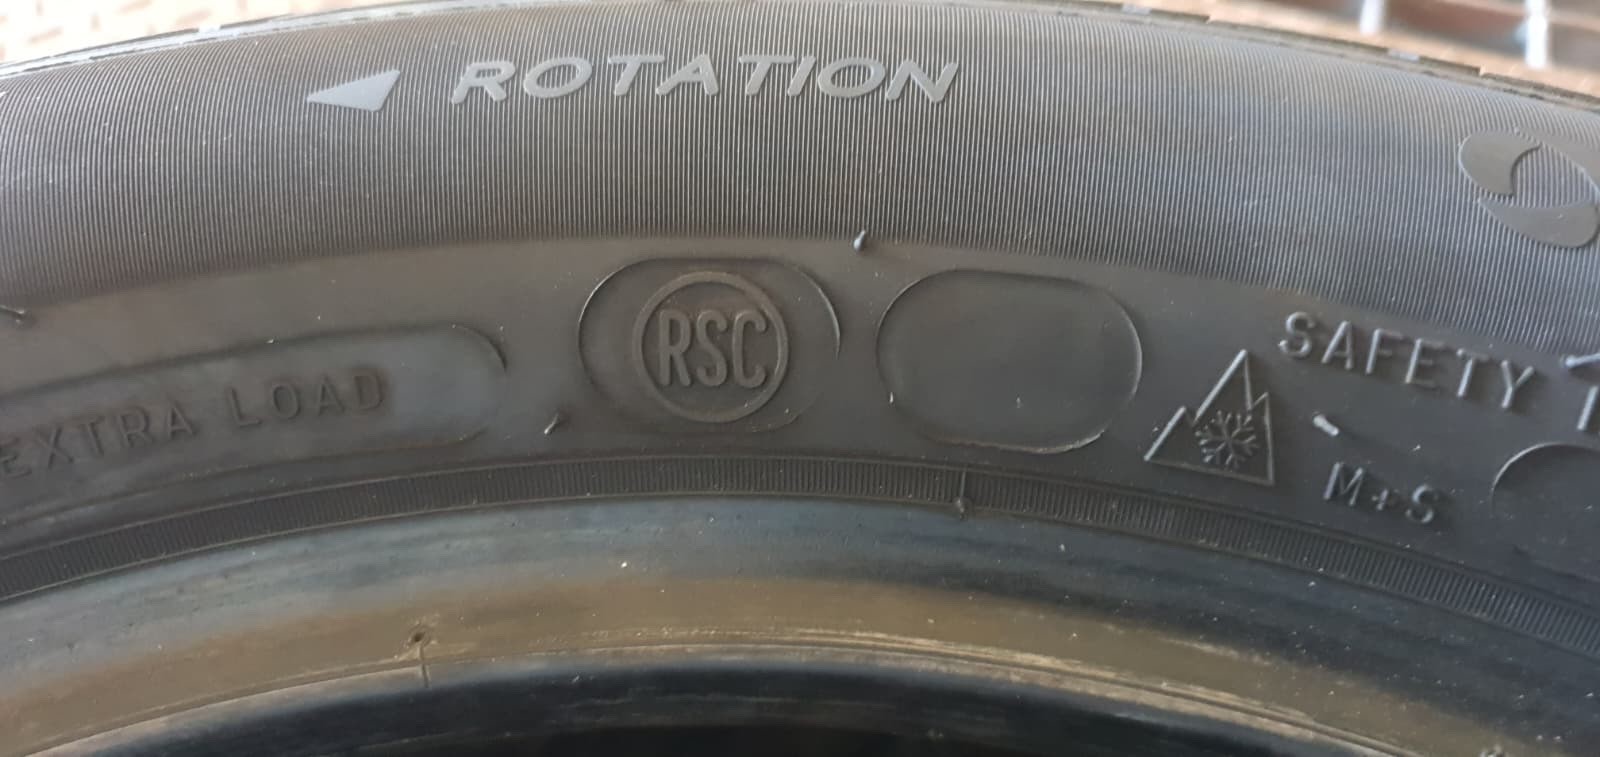 ROTATION
EXTRA LOAD
RSC
SAFETY
M+S